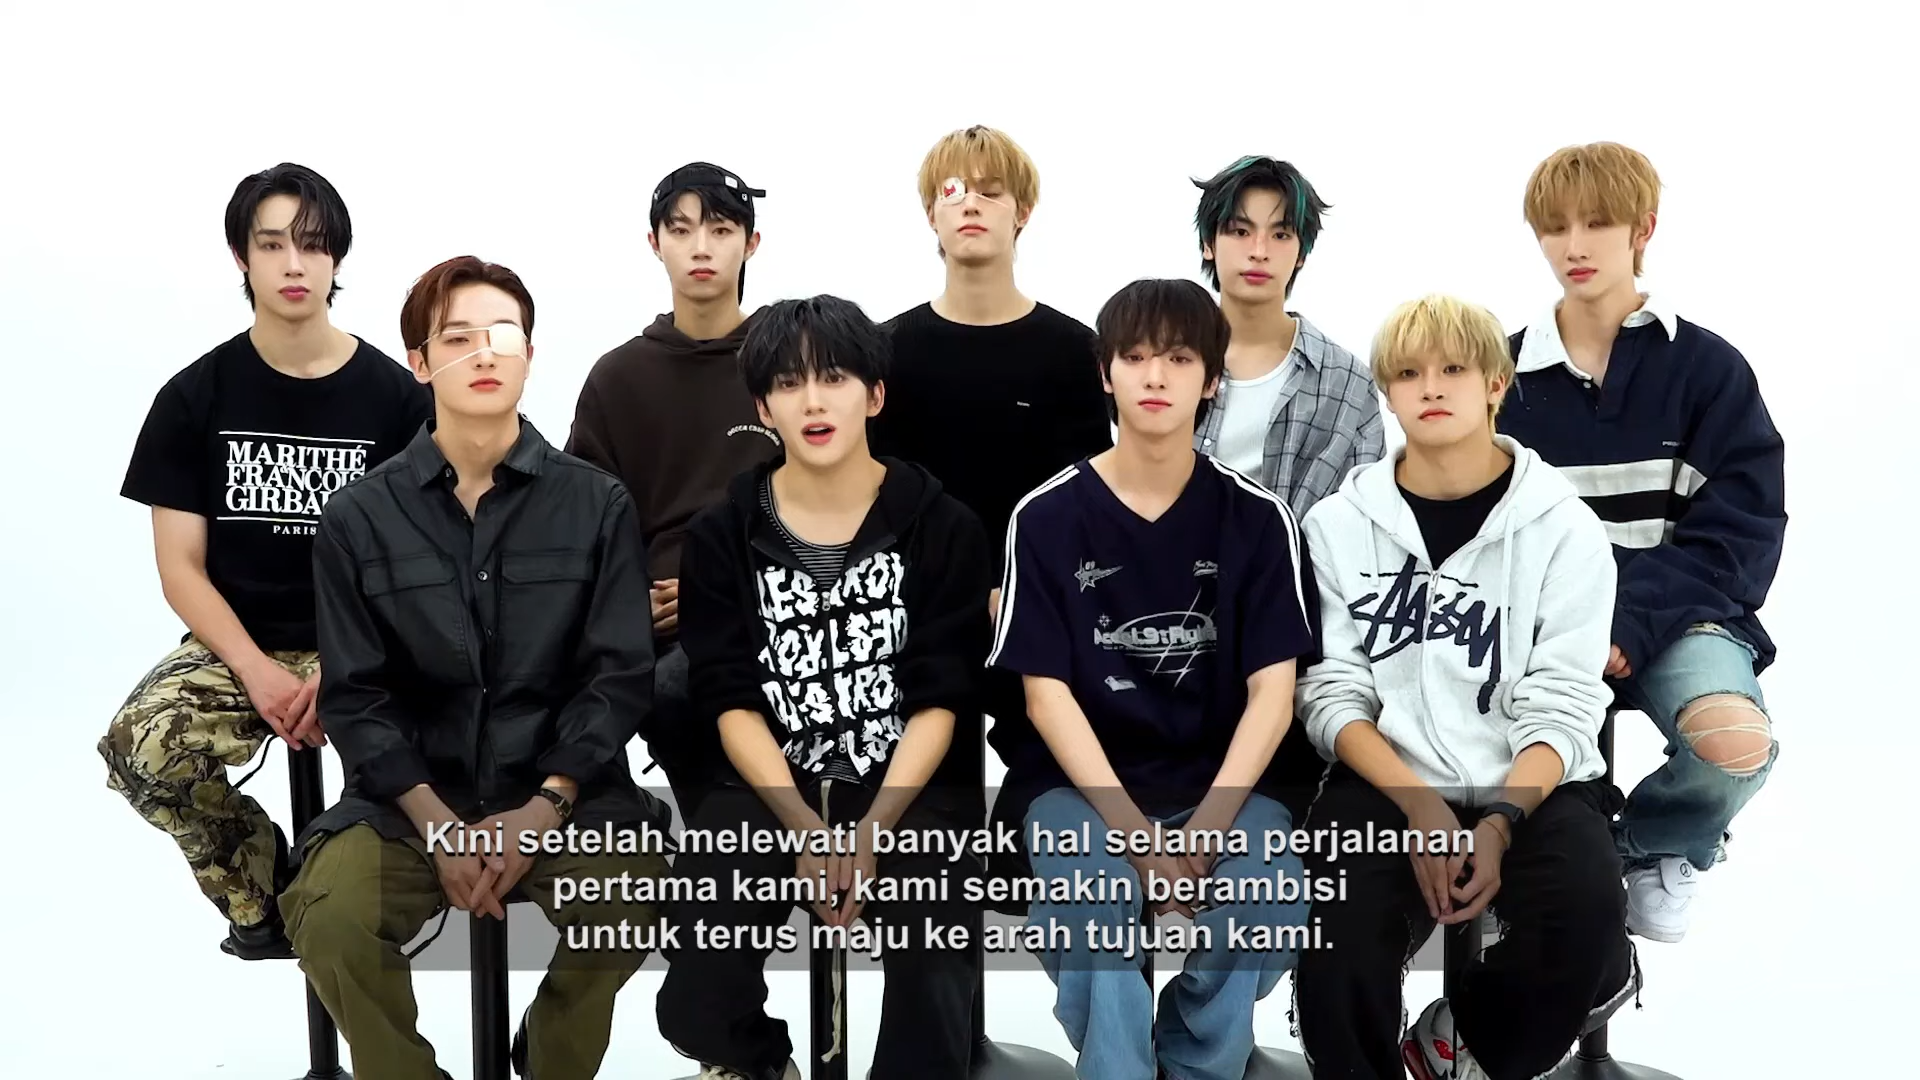 MARITHÉ
FRANÇOIS
GIRBAU
PARIS
Kini setelah melewati banyak hal selama perjalanan
pertama kami, kami semakin berambisi
untuk terus maju ke arah tujuan kami.